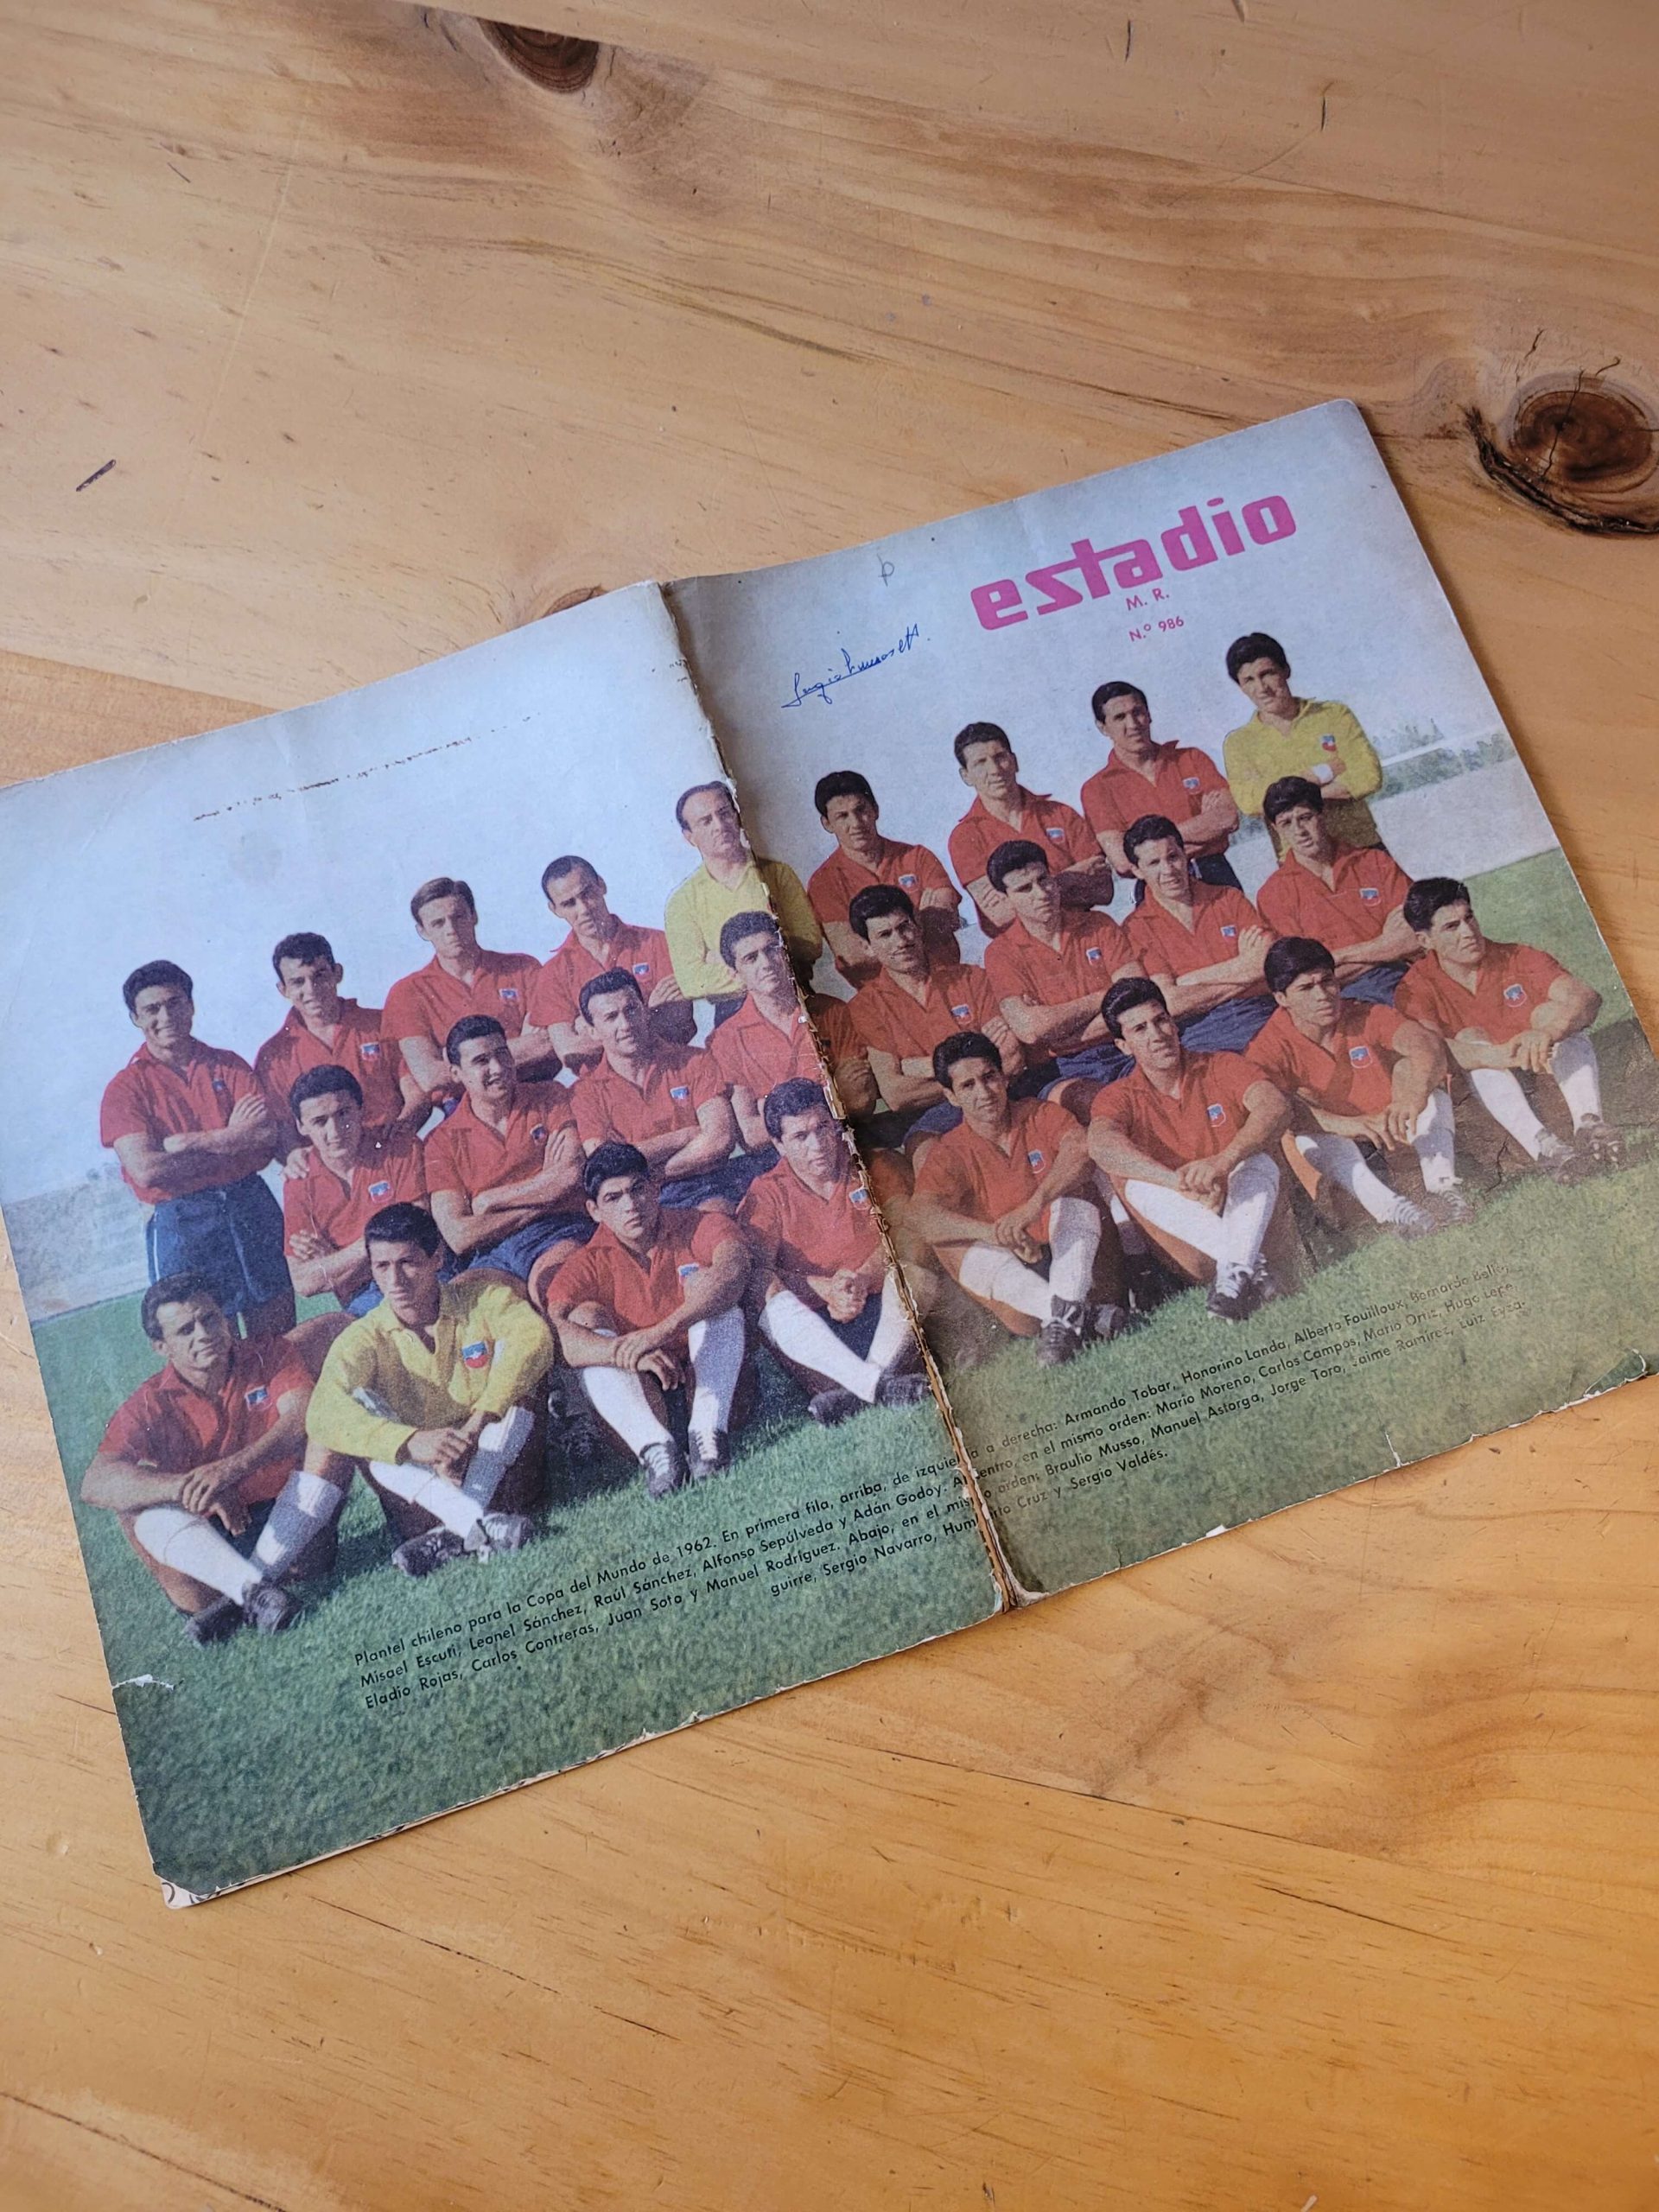 estadio
M. R.
N.º 986
Plantel chileno para la Copa del Mundo de 1962. En primera fila, arriba, de izquierda a derecha: Armando Tobar, Honorino Landa, Alberto Fouilloux, Bernardo Bello,
Misael Escuti, Leonel Sánchez, Raúl Sánchez, Alfonso Sepúlveda y Adán Godoy. Al centro, en el mismo orden: Mario Moreno, Carlos Campos, Mario Ortiz, Hugo Lepe,
Eladio Rojas, Carlos Contreras, Juan Soto y Manuel Rodríguez. Abajo, en el mismo orden: Braulio Musso, Manuel Astorga, Jorge Toro, Jaime Ramírez, Luiz Eyza-
guirre, Sergio Navarro, Humberto Cruz y Sergio Valdés.